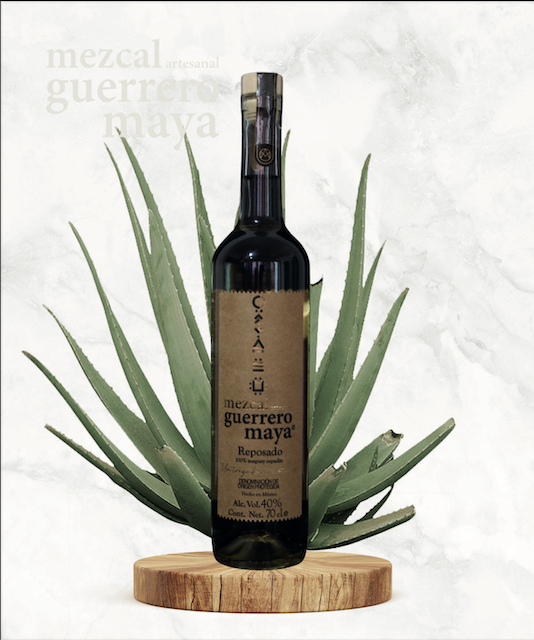 mezcal artesanal
guerrero
maya
mezcal
guerrero
maya®
Reposado
100% maguey espadín
DENOMINACIÓN DE
ORIGEN PROTEGIDA
Hecho en México
Alc. Vol. 40%
Cont. Net. 70 cl e